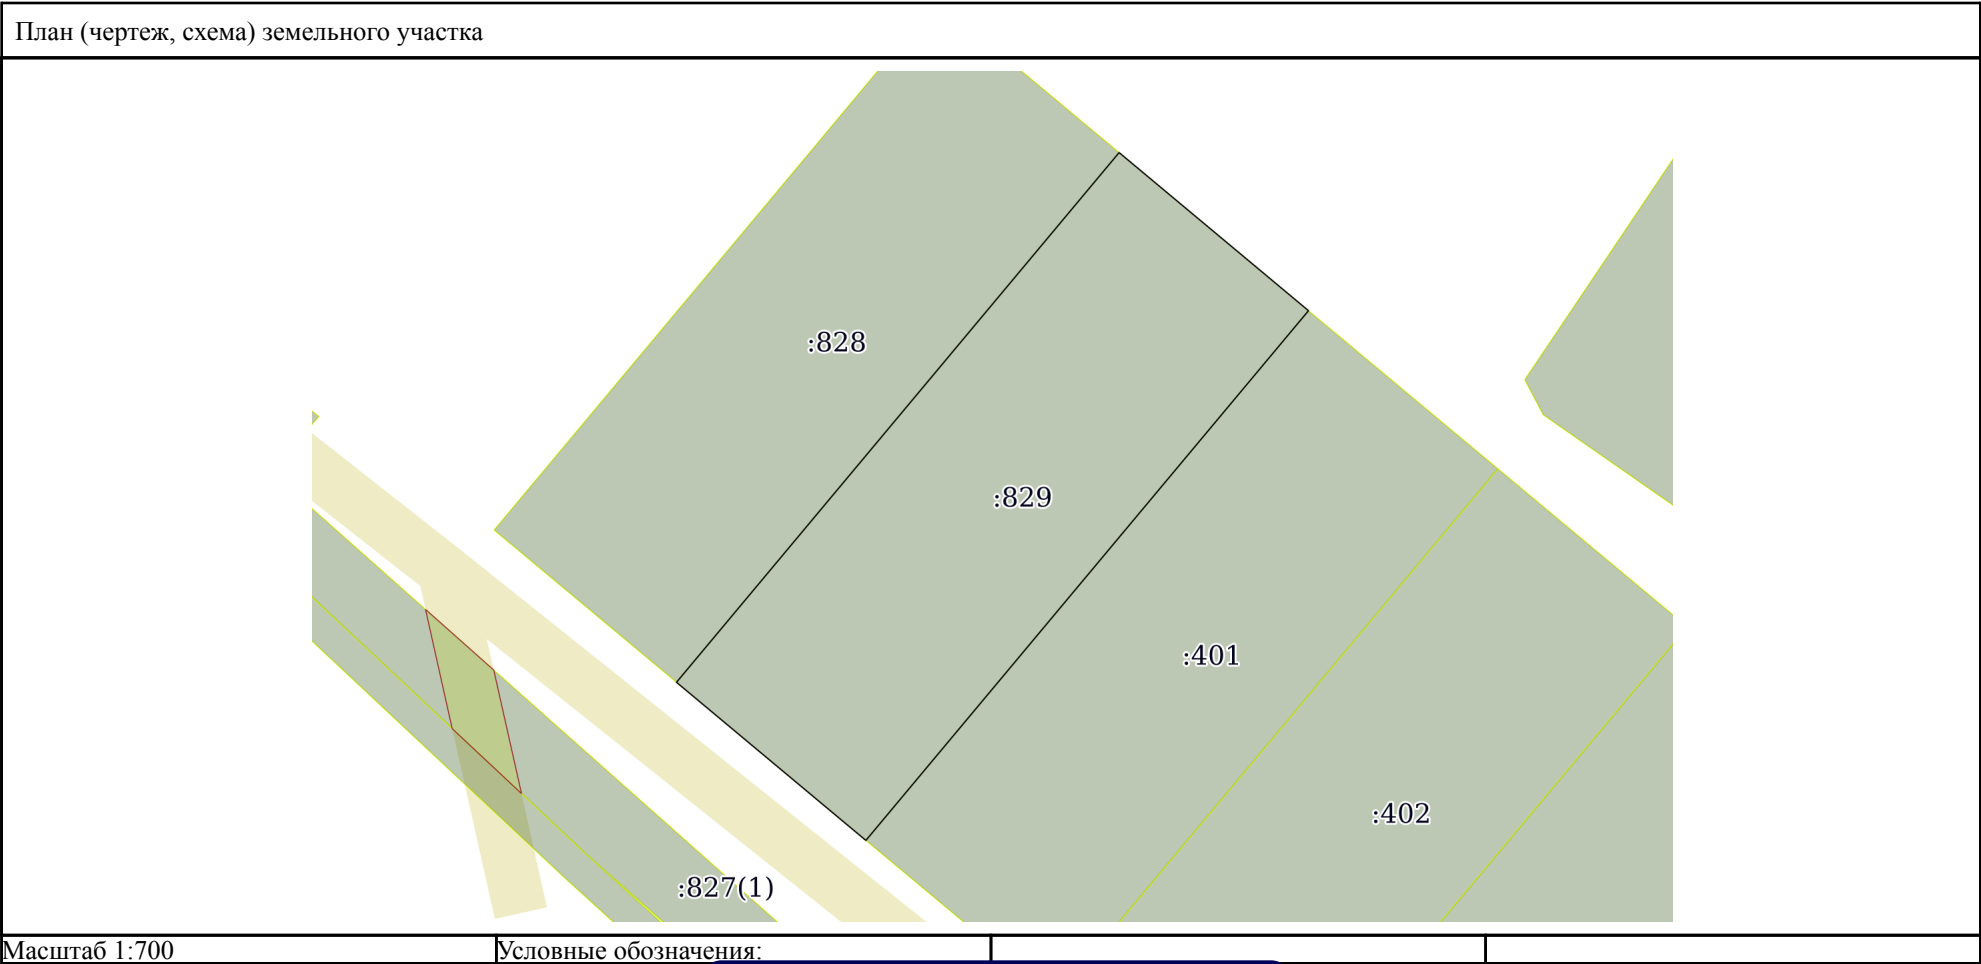 План (чертеж, схема) земельного участка
:828
:829
:401
:402
:827(1)
Масштаб 1:700
Условные обозначения: